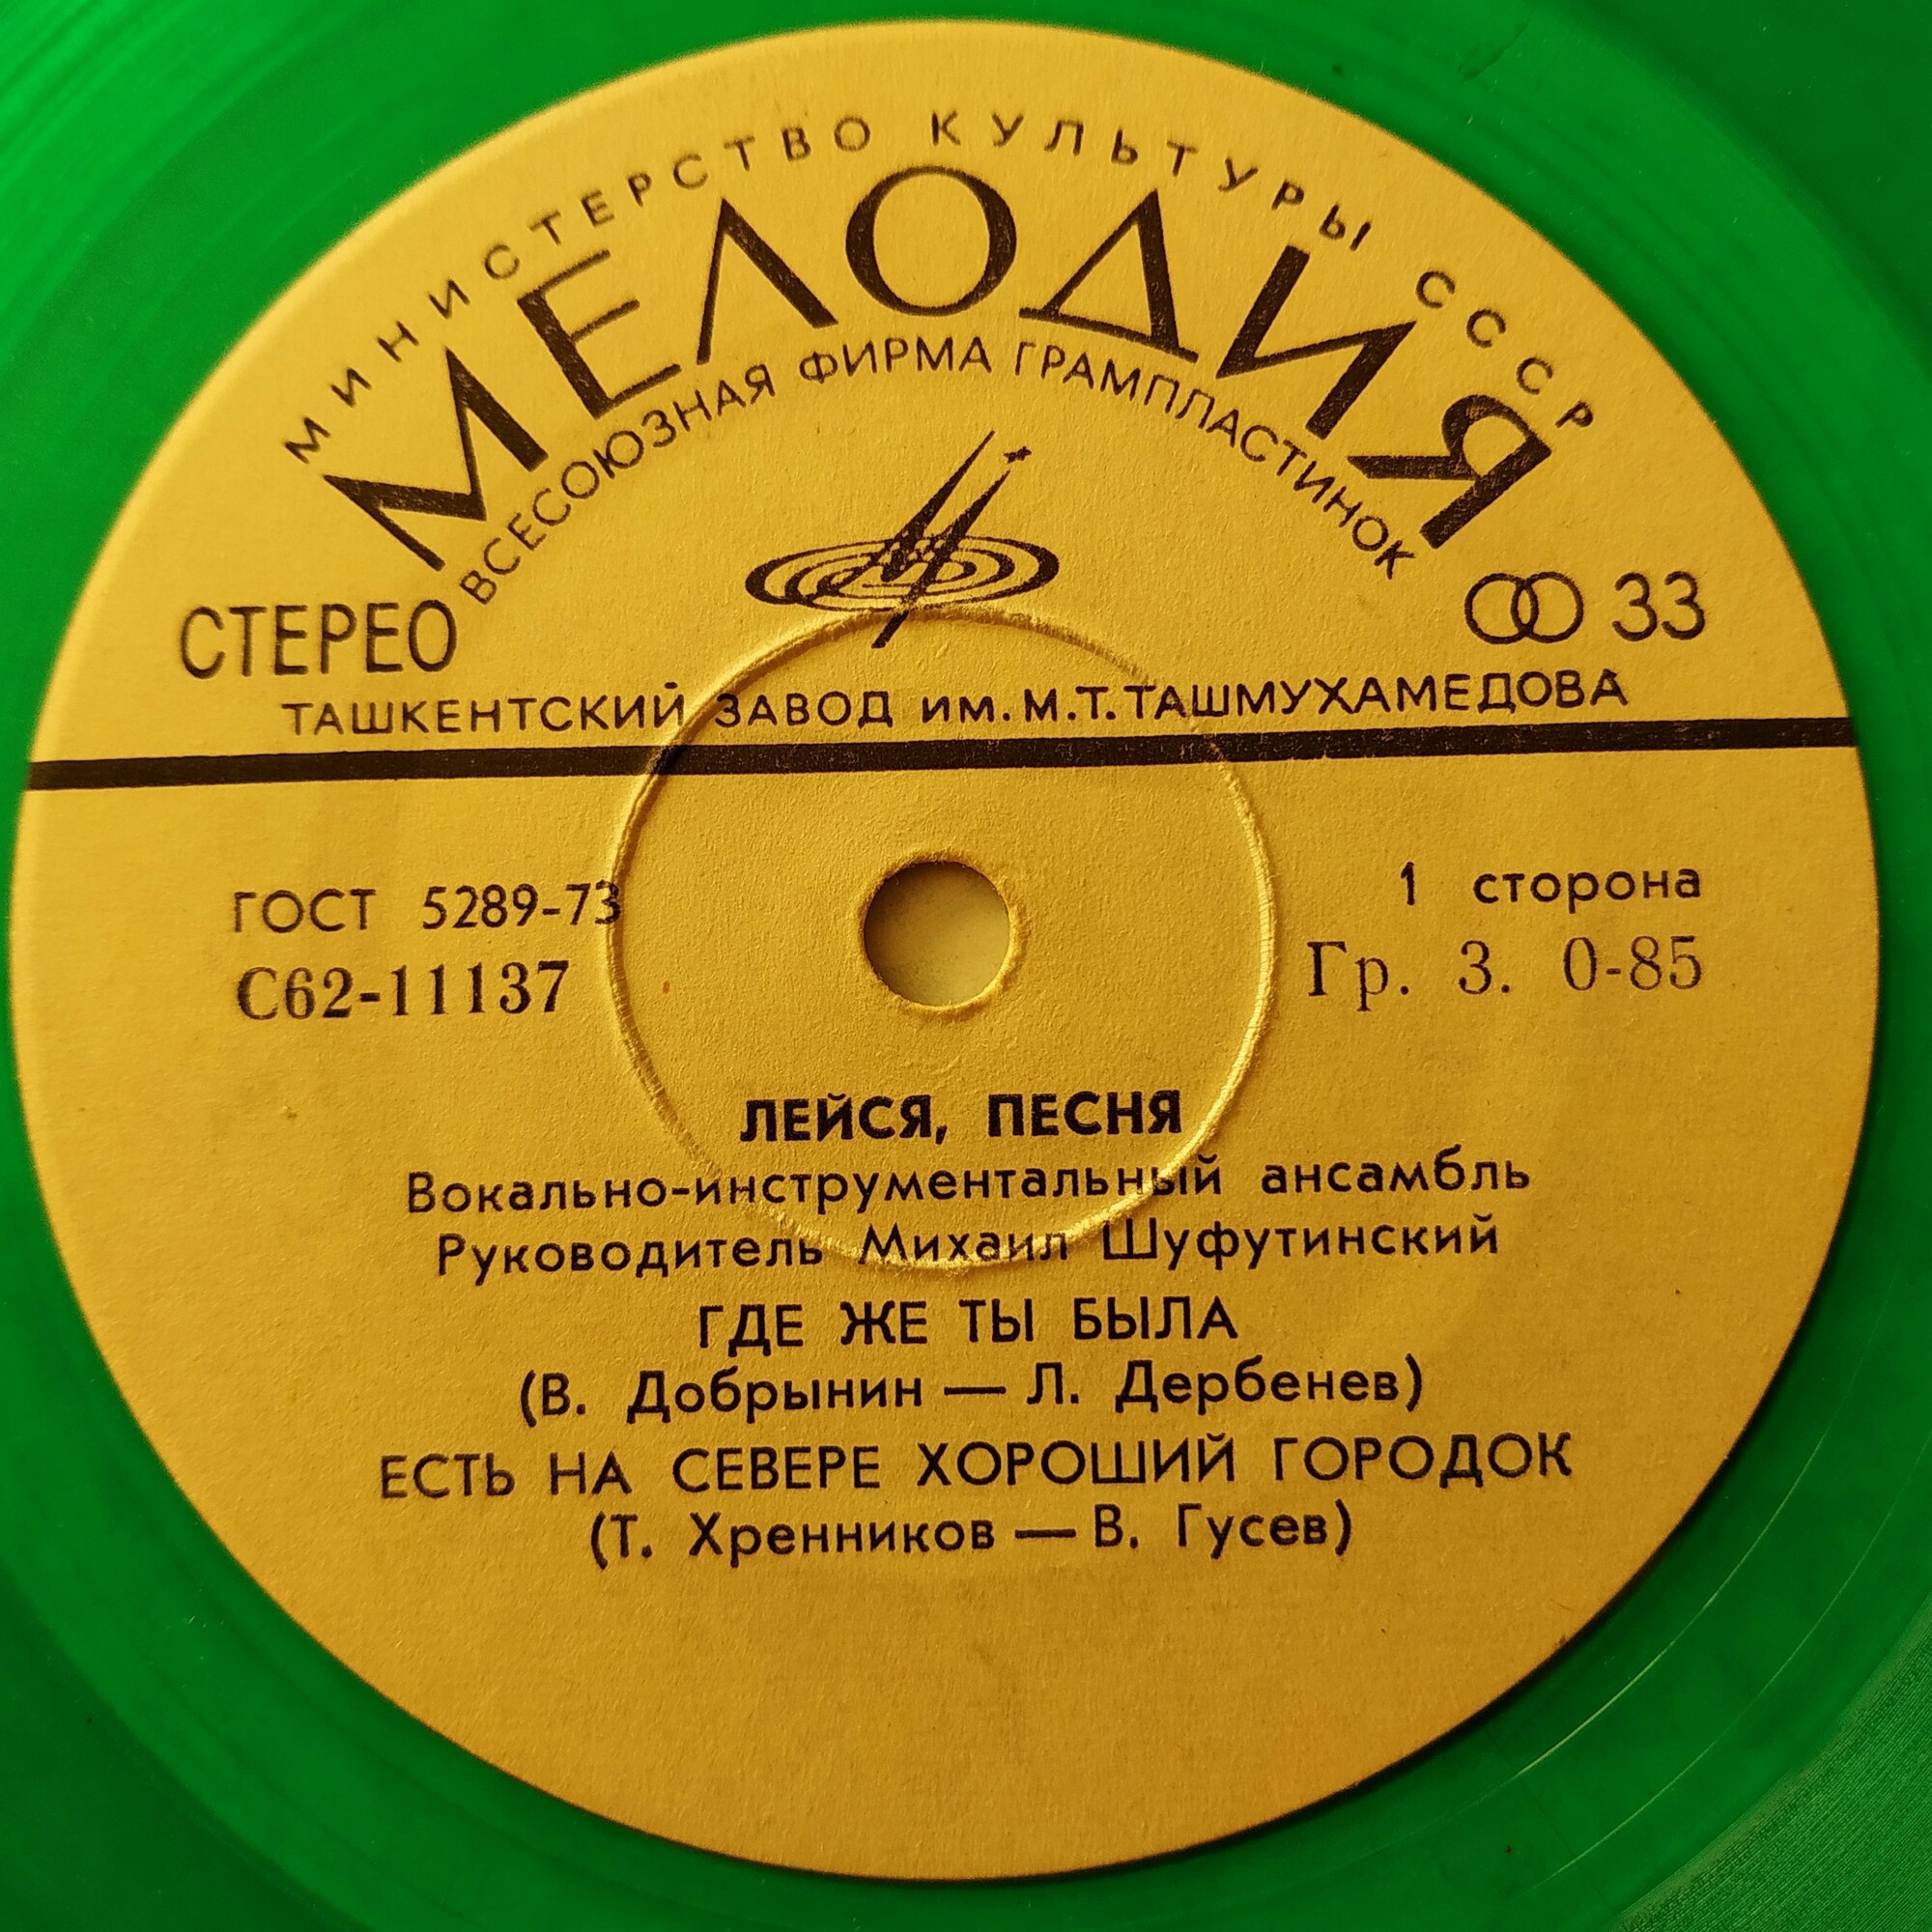 МИНИСТЕРСТВО КУЛЬТУРЫ СССР
МЕЛОДИЯ
ВСЕСОЮЗНАЯ ФИРМА ГРАМПЛАСТИНОК
СТЕРЕО 33
ТАШКЕНТСКИЙ ЗАВОД им. М.Т. ТАШМУХАМЕДОВА
ГОСТ 5289-73 1 сторона
С62-11137 Гр. 3. 0-85
ЛЕЙСЯ, ПЕСНЯ
Вокально-инструментальный ансамбль
Руководитель Михаил Шуфутинский
ГДЕ ЖЕ ТЫ БЫЛА
(В. Добрынин — Л. Дербенев)
ЕСТЬ НА СЕВЕРЕ ХОРОШИЙ ГОРОДОК
(Т. Хренников — В. Гусев)